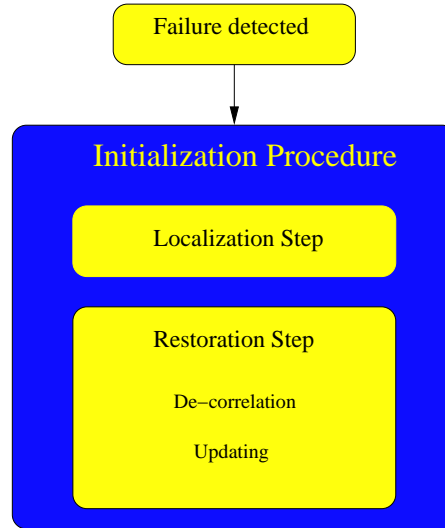 Failure detected
Initialization Procedure
Localization Step
Restoration Step
De−correlation
Updating